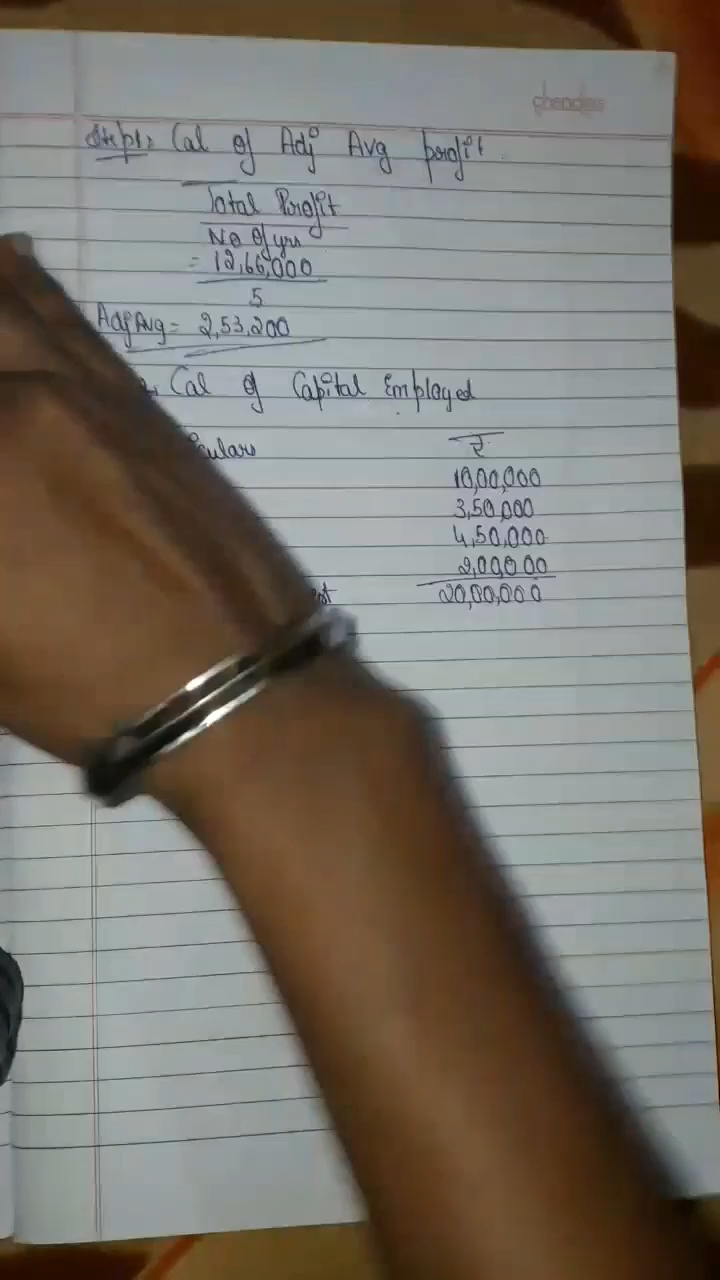 Step1: Cal of Adj Avg profit
Total Profit
No of yrs
= 12,66,000
5
Adj Avg = 2,53,200
Cal of Capital Employed
₹
10,00,000
3,50,000
4,50,000
2,00,000
20,00,000